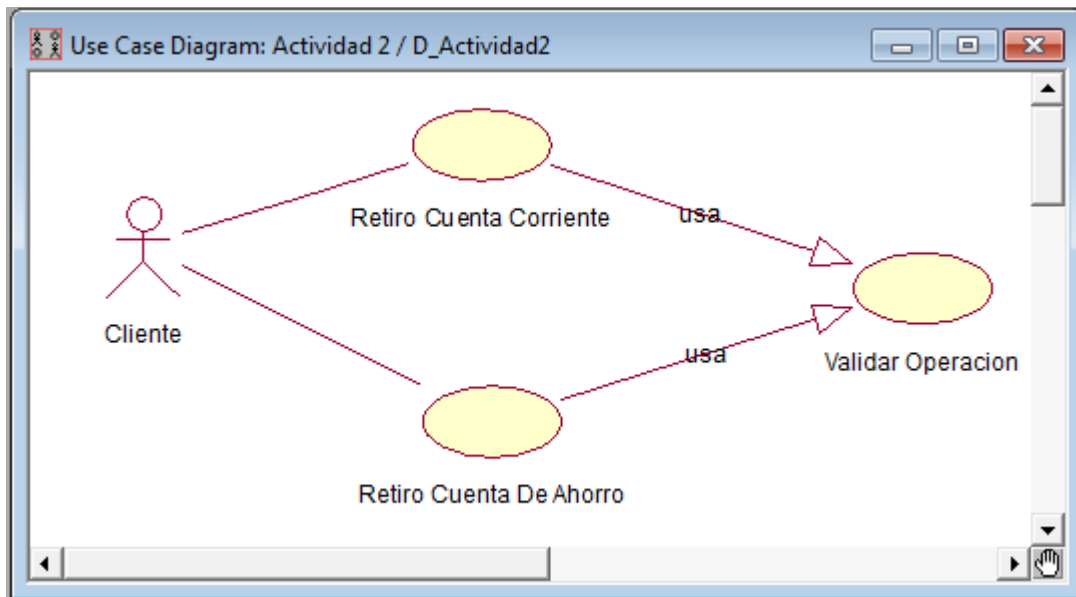 Use Case Diagram: Actividad 2 / D_Actividad2
Retiro Cuenta Corriente
usa
Cliente
usa
Validar Operacion
Retiro Cuenta De Ahorro